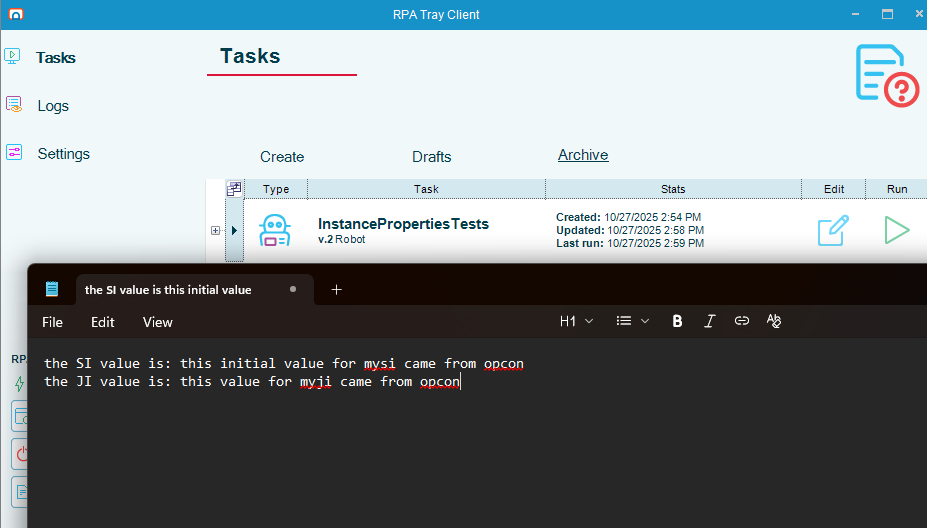 RPA Tray Client
Tasks
Logs
Settings
Tasks
Create
Drafts
Archive
Type
Task
Stats
Edit
Run
InstancePropertiesTests
v.2 Robot
Created: 10/27/2025 2:54 PM
Updated: 10/27/2025 2:58 PM
Last run: 10/27/2025 2:59 PM
RPA
the SI value is this initial value
File
Edit
View
H1
B
I
the SI value is: this initial value for mysi came from opcon
the JI value is: this value for myji came from opcon